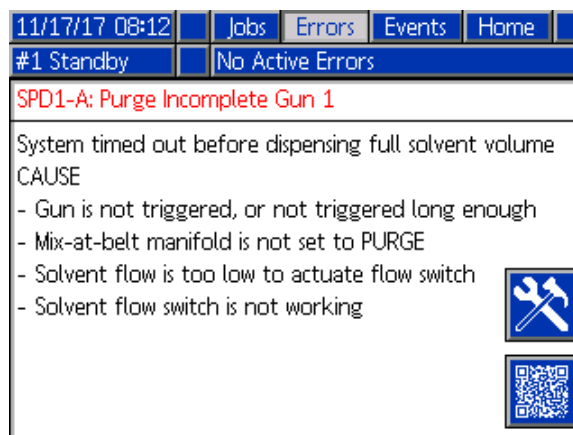 11/17/17 08:12 Jobs Errors Events Home
#1 Standby No Active Errors
SPD1-A: Purge Incomplete Gun 1
System timed out before dispensing full solvent volume
CAUSE
- Gun is not triggered, or not triggered long enough
- Mix-at-belt manifold is not set to PURGE
- Solvent flow is too low to actuate flow switch
- Solvent flow switch is not working